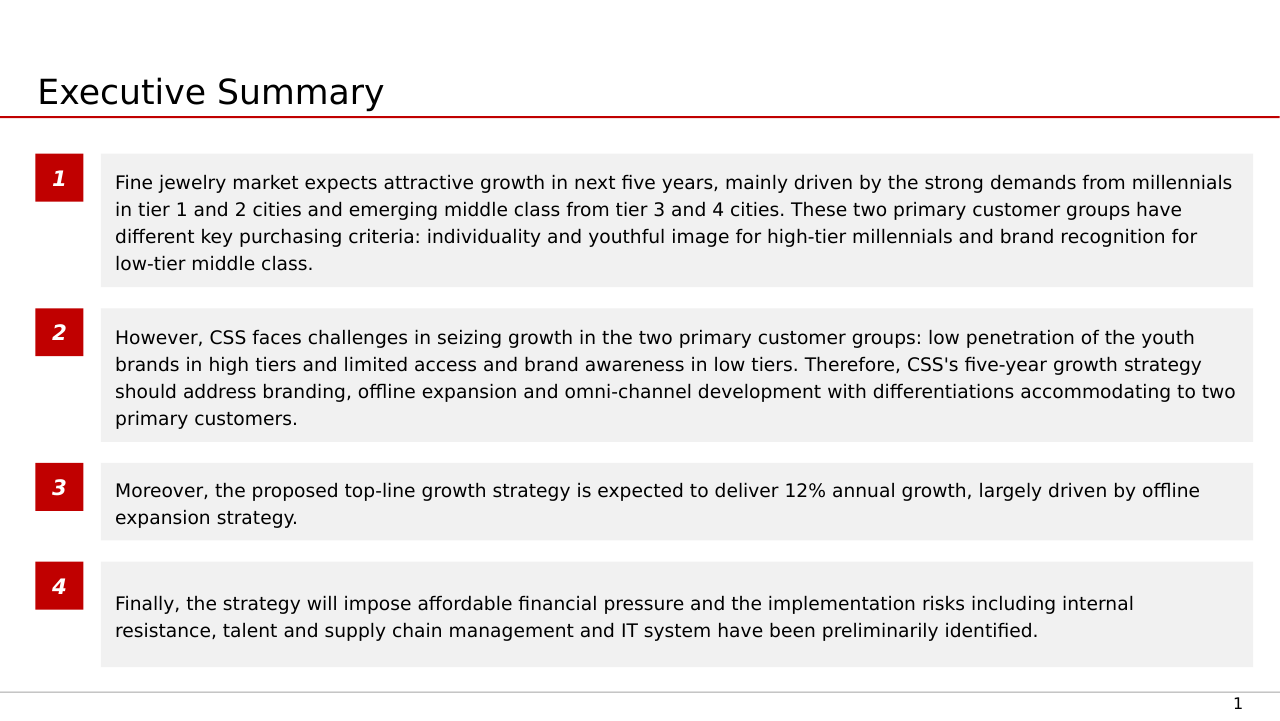 Executive Summary
1
Fine jewelry market expects attractive growth in next five years, mainly driven by the strong demands from millennials
in tier 1 and 2 cities and emerging middle class from tier 3 and 4 cities. These two primary customer groups have
different key purchasing criteria: individuality and youthful image for high-tier millennials and brand recognition for
low-tier middle class.
2
However, CSS faces challenges in seizing growth in the two primary customer groups: low penetration of the youth
brands in high tiers and limited access and brand awareness in low tiers. Therefore, CSS's five-year growth strategy
should address branding, offline expansion and omni-channel development with differentiations accommodating to two
primary customers.
3
Moreover, the proposed top-line growth strategy is expected to deliver 12% annual growth, largely driven by offline
expansion strategy.
4
Finally, the strategy will impose affordable financial pressure and the implementation risks including internal
resistance, talent and supply chain management and IT system have been preliminarily identified.
1